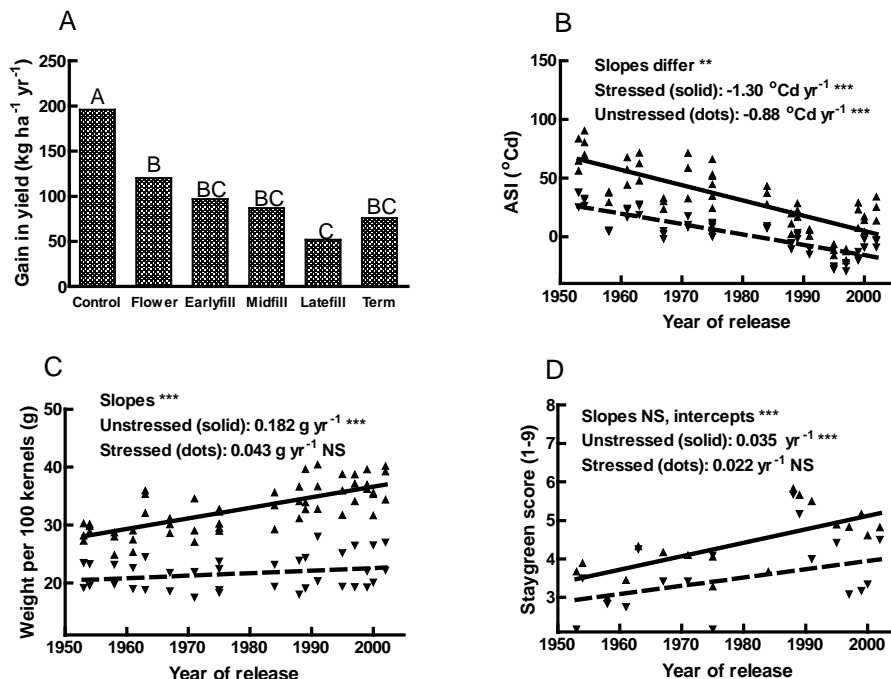 A
Gain in yield (kg ha⁻¹ yr⁻¹)
250
200
150
100
50
0
A
B
BC
BC
C
BC
Control Flower Earlyfill Midfill Latefill Term
B
ASI (°Cd)
150
100
50
0
Slopes differ **
Stressed (solid): -1.30 °Cd yr⁻¹ ***
Unstressed (dots): -0.88 °Cd yr⁻¹ ***
1950 1960 1970 1980 1990 2000
Year of release
C
Weight per 100 kernels (g)
50
40
30
20
Slopes ***
Unstressed (solid): 0.182 g yr⁻¹ ***
Stressed (dots): 0.043 g yr⁻¹ NS
1950 1960 1970 1980 1990 2000
Year of release
D
Staygreen score (1-9)
8
7
6
5
4
3
Slopes NS, intercepts ***
Unstressed (solid): 0.035 yr⁻¹ ***
Stressed (dots): 0.022 yr⁻¹ NS
1950 1960 1970 1980 1990 2000
Year of release